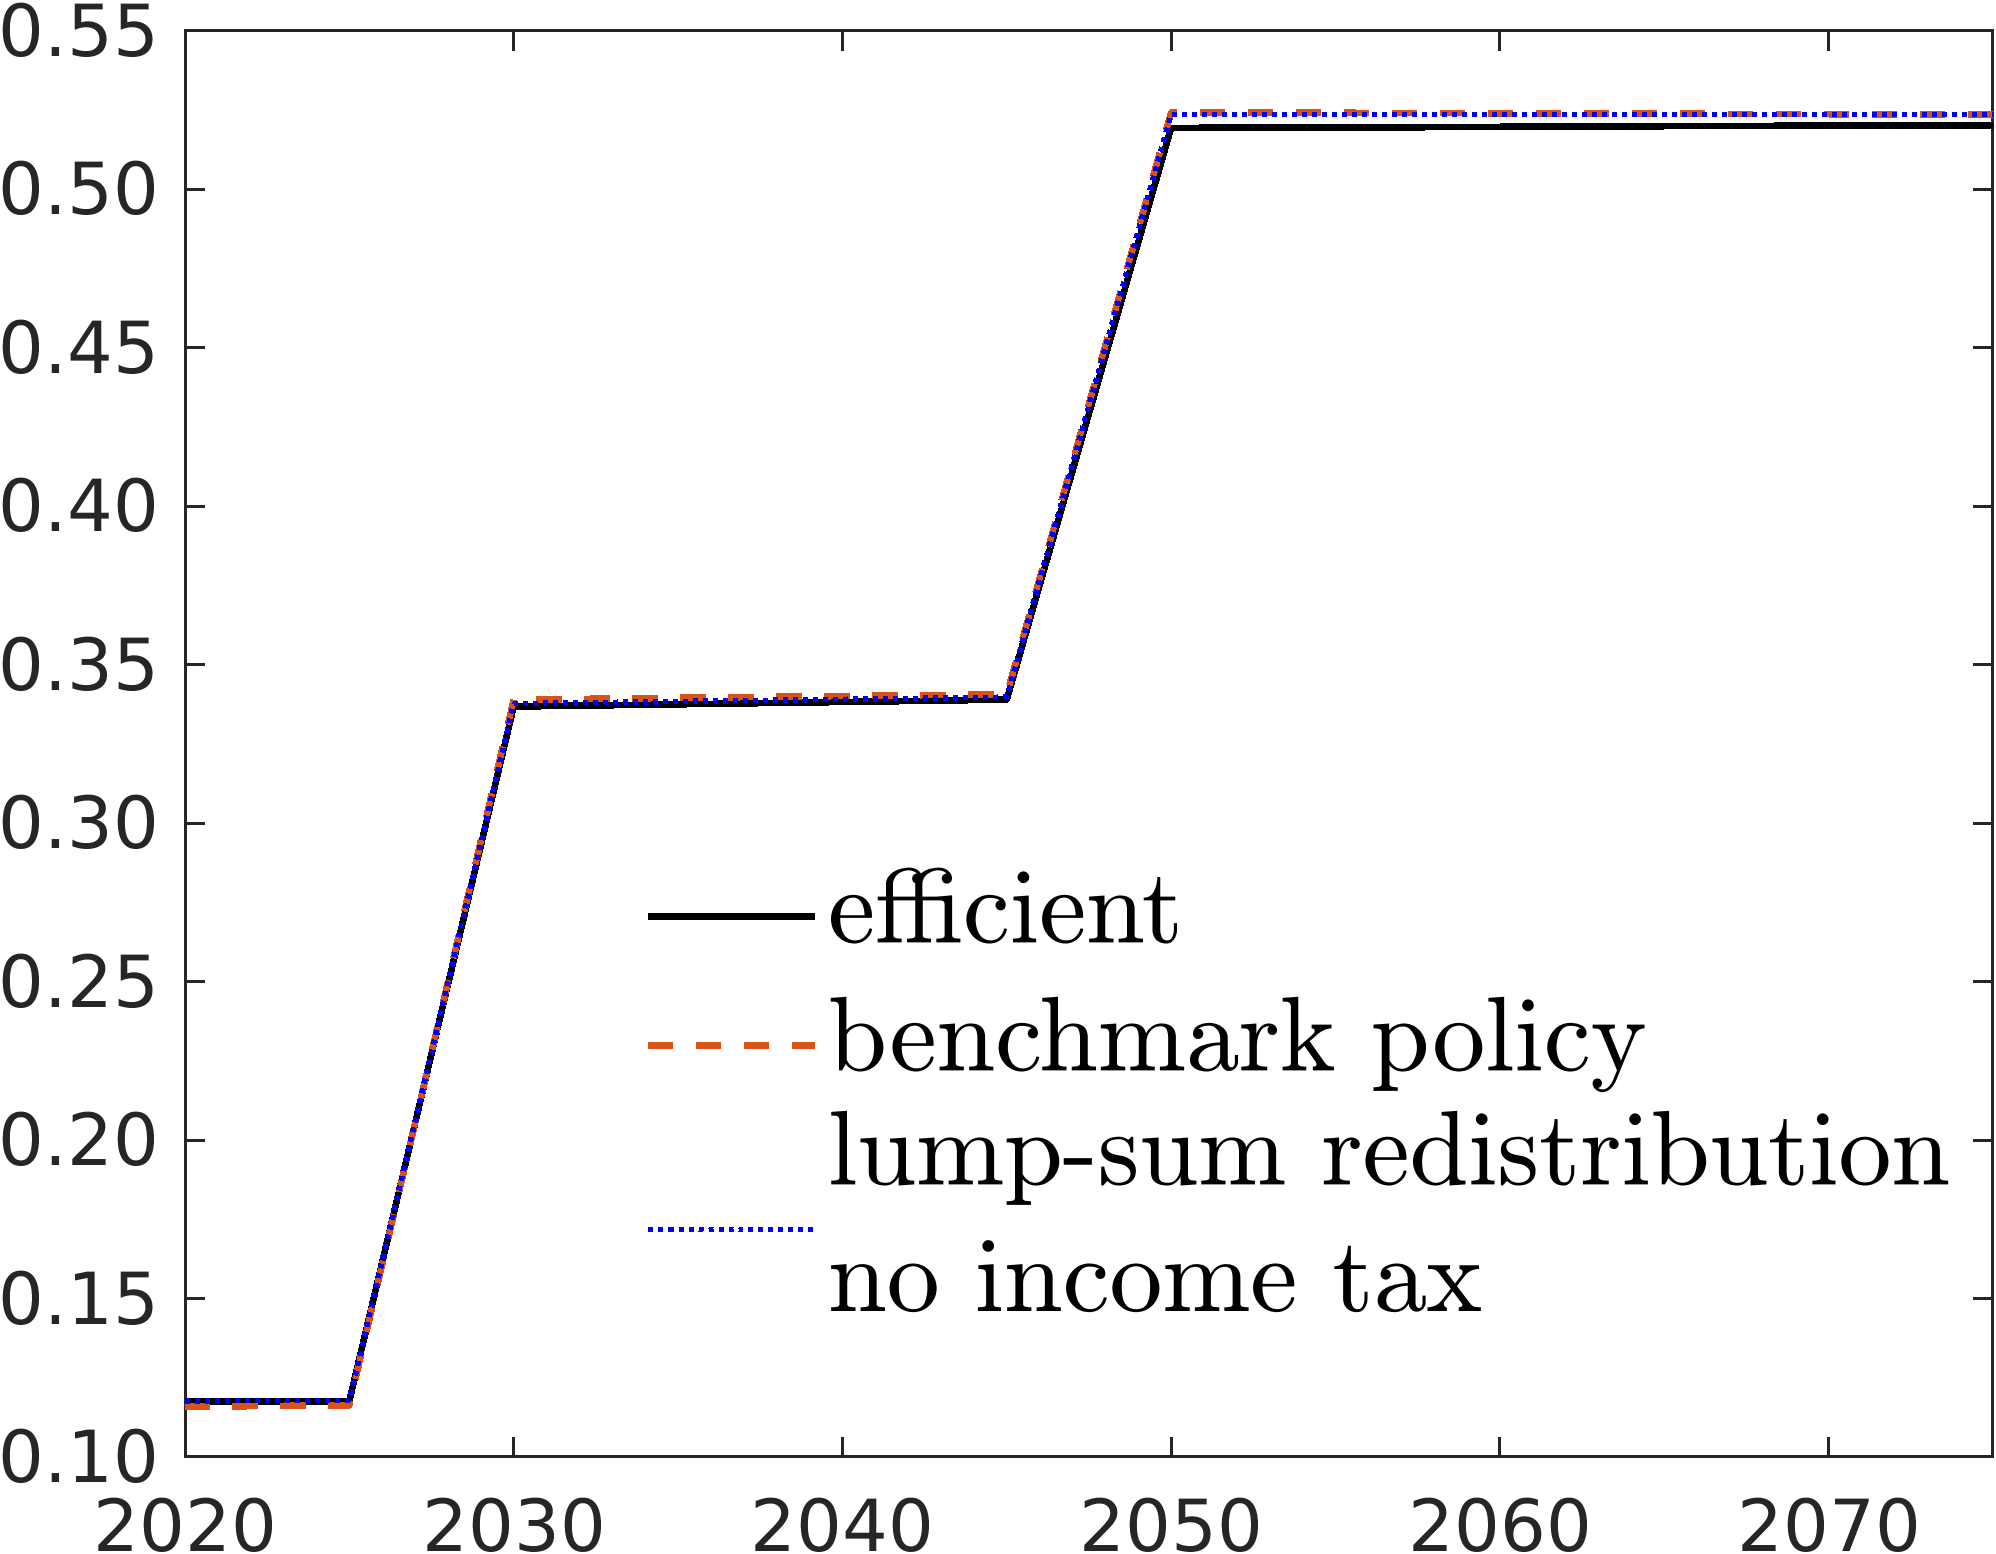 0.55
0.50
0.45
0.40
0.35
0.30
0.25
0.20
0.15
0.10
efficient
benchmark policy
lump-sum redistribution
no income tax
2020 2030 2040 2050 2060 2070